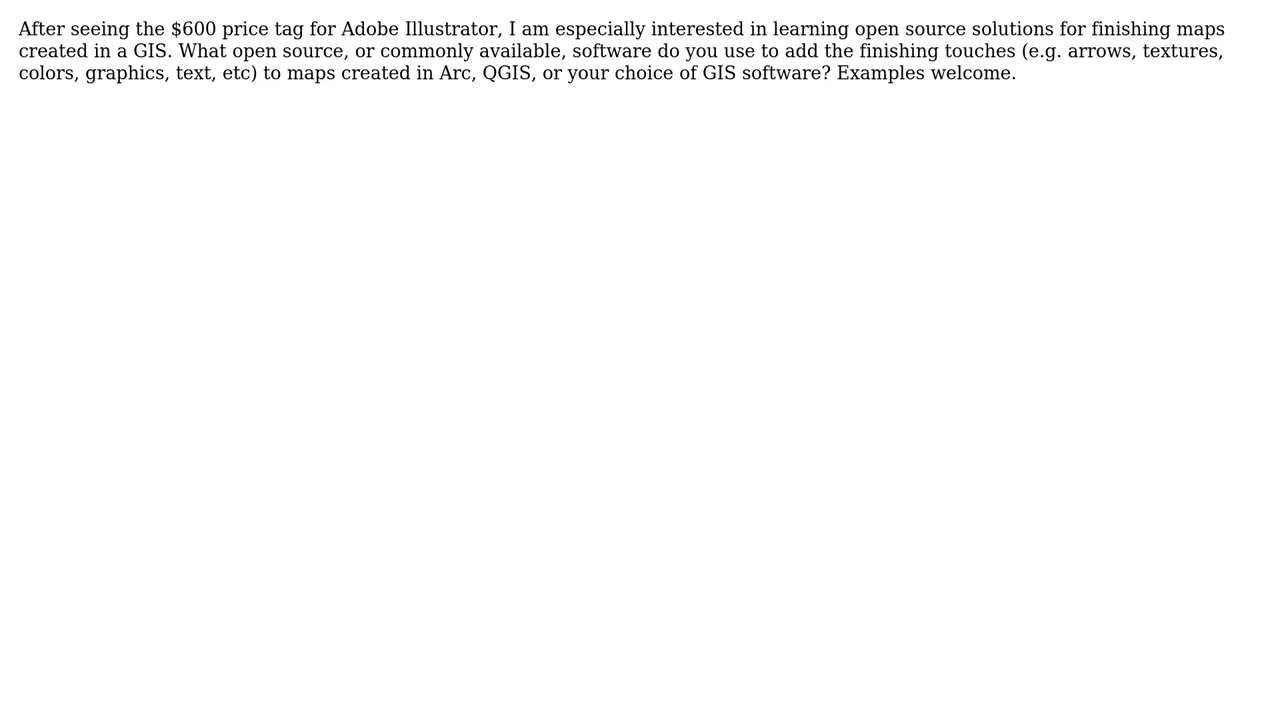 After seeing the $600 price tag for Adobe Illustrator, I am especially interested in learning open source solutions for finishing maps
created in a GIS. What open source, or commonly available, software do you use to add the finishing touches (e.g. arrows, textures,
colors, graphics, text, etc) to maps created in Arc, QGIS, or your choice of GIS software? Examples welcome.